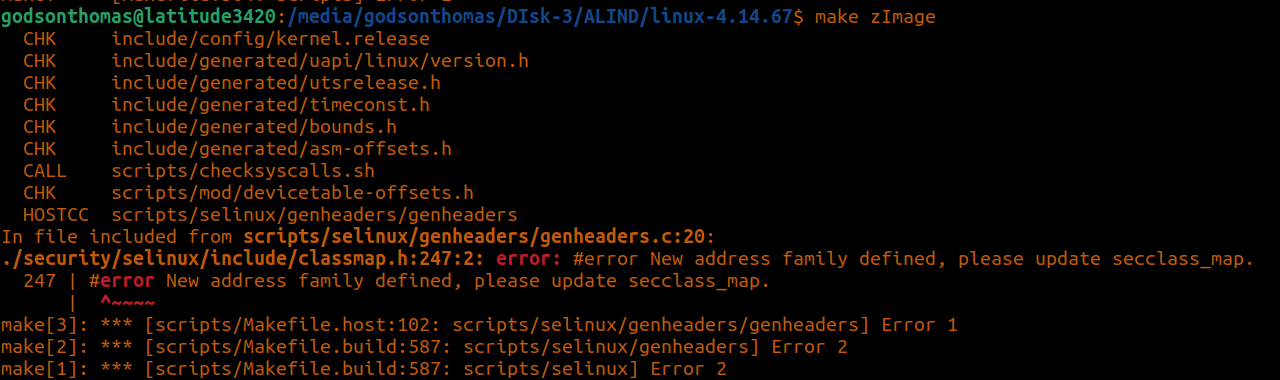 godsonthomas@latitude3420:/media/godsonthomas/DIsk-3/ALIND/linux-4.14.67$ make zImage
  CHK     include/config/kernel.release
  CHK     include/generated/uapi/linux/version.h
  CHK     include/generated/utsrelease.h
  CHK     include/generated/timeconst.h
  CHK     include/generated/bounds.h
  CHK     include/generated/asm-offsets.h
  CALL    scripts/checksyscalls.sh
  CHK     scripts/mod/devicetable-offsets.h
  HOSTCC  scripts/selinux/genheaders/genheaders
In file included from scripts/selinux/genheaders/genheaders.c:20:
./security/selinux/include/classmap.h:247:2: error: #error New address family defined, please update secclass_map.
  247 | #error New address family defined, please update secclass_map.
      |  ^~~~~
make[3]: *** [scripts/Makefile.host:102: scripts/selinux/genheaders/genheaders] Error 1
make[2]: *** [scripts/Makefile.build:587: scripts/selinux/genheaders] Error 2
make[1]: *** [scripts/Makefile.build:587: scripts/selinux] Error 2